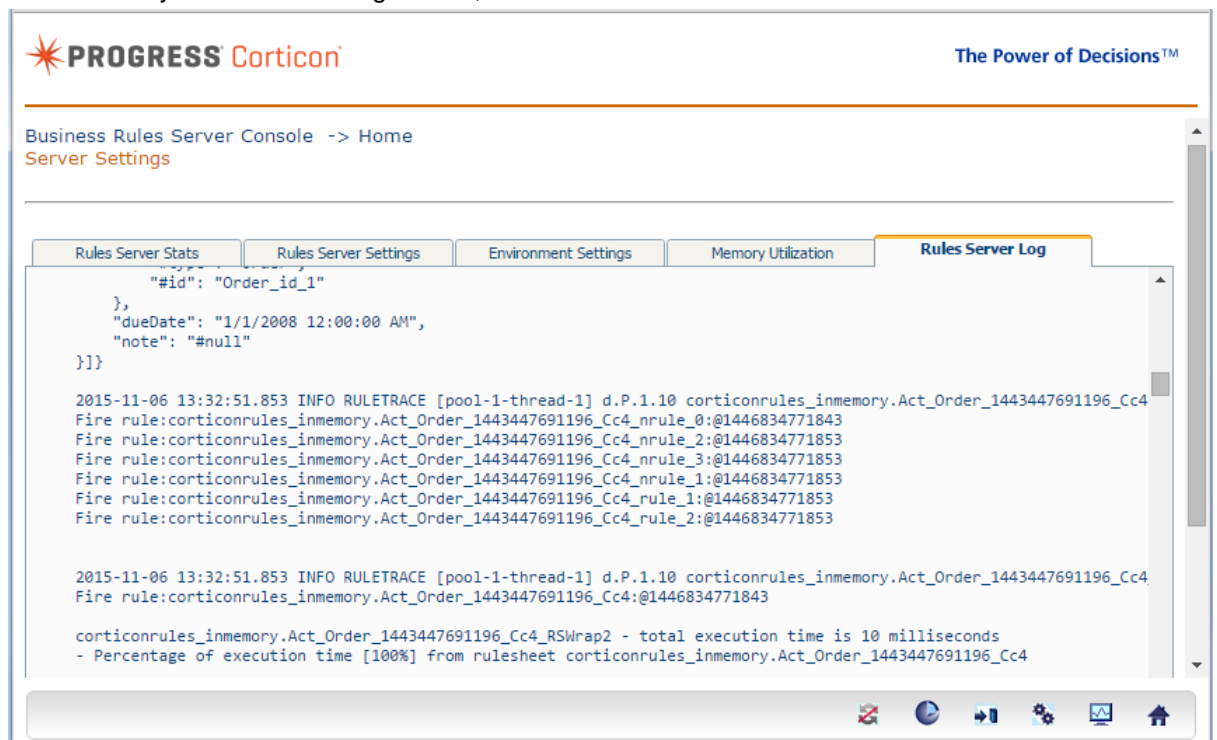 PROGRESS Corticon
The Power of Decisions™
Business Rules Server Console -> Home
Server Settings
Rules Server Stats Rules Server Settings Environment Settings Memory Utilization Rules Server Log
"#id": "Order_id_1"
},
"dueDate": "1/1/2008 12:00:00 AM",
"note": "#null"
}]}
2015-11-06 13:32:51.853 INFO RULETRACE [pool-1-thread-1] d.P.1.10 corticonrules_inmemory.Act_Order_1443447691196_Cc4
Fire rule:corticonrules_inmemory.Act_Order_1443447691196_Cc4_nrule_0:@1446834771843
Fire rule:corticonrules_inmemory.Act_Order_1443447691196_Cc4_nrule_2:@1446834771853
Fire rule:corticonrules_inmemory.Act_Order_1443447691196_Cc4_nrule_3:@1446834771853
Fire rule:corticonrules_inmemory.Act_Order_1443447691196_Cc4_nrule_1:@1446834771853
Fire rule:corticonrules_inmemory.Act_Order_1443447691196_Cc4_rule_1:@1446834771853
Fire rule:corticonrules_inmemory.Act_Order_1443447691196_Cc4_rule_2:@1446834771853
2015-11-06 13:32:51.853 INFO RULETRACE [pool-1-thread-1] d.P.1.10 corticonrules_inmemory.Act_Order_1443447691196_Cc4_
Fire rule:corticonrules_inmemory.Act_Order_1443447691196_Cc4:@1446834771843
corticonrules_inmemory.Act_Order_1443447691196_Cc4_RSWrap2 - total execution time is 10 milliseconds
- Percentage of execution time [100%] from rulesheet corticonrules_inmemory.Act_Order_1443447691196_Cc4